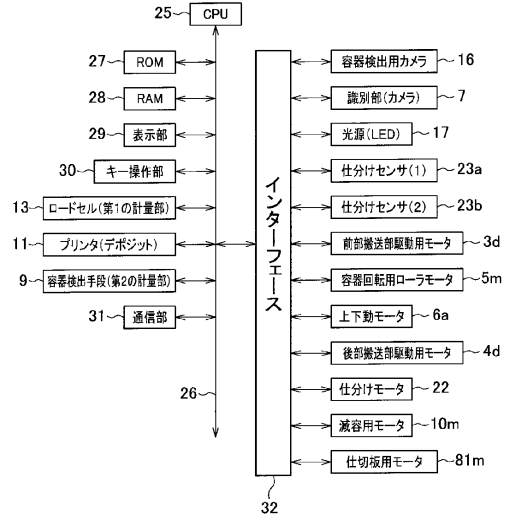 25 CPU
27 ROM
28 RAM
29 表示部
30 キー操作部
13 ロードセル(第1の計量部)
11 プリンタ(デポジット)
9 容器検出手段(第2の計量部)
31 通信部
26
インターフェース
32
容器検出用カメラ 16
識別部(カメラ) 7
光源(LED) 17
仕分けセンサ(1) 23a
仕分けセンサ(2) 23b
前部搬送部駆動用モータ 3d
容器回転用ローラモータ 5m
上下動モータ 6a
後部搬送部駆動用モータ 4d
仕分けモータ 22
減容用モータ 10m
仕切板用モータ 81m